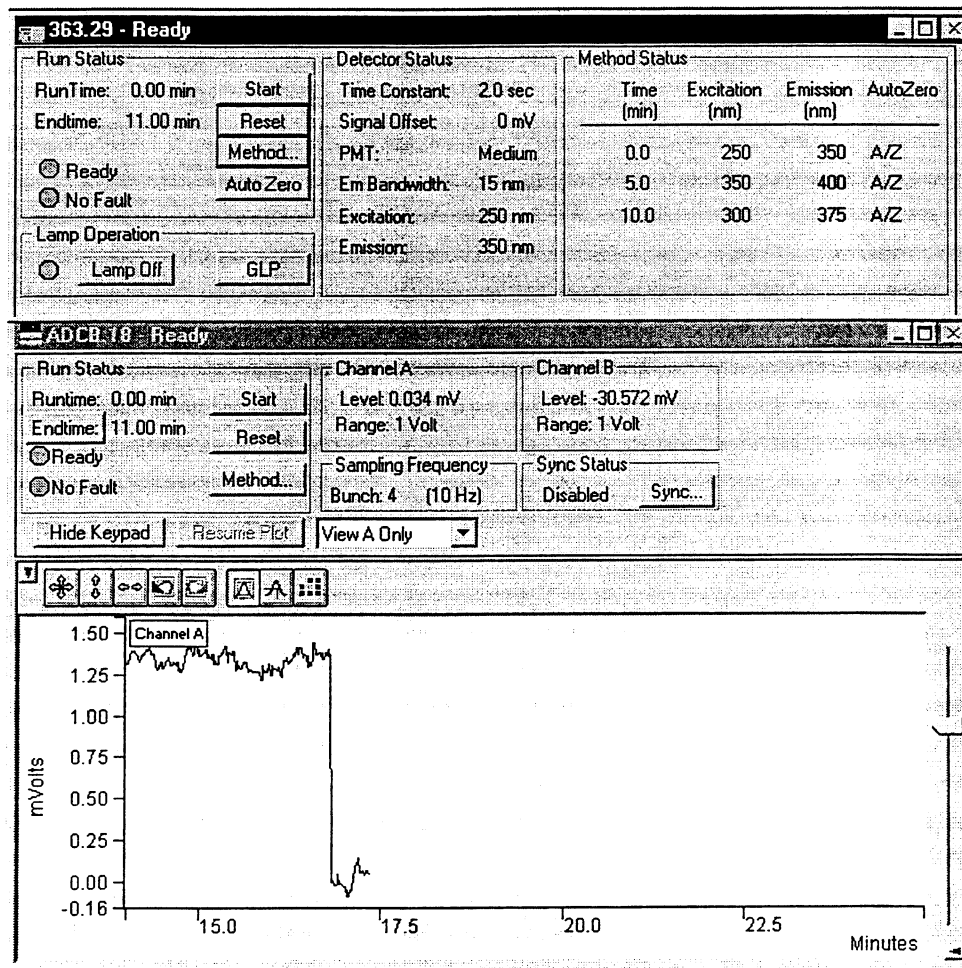 363.29 - Ready
Run Status
RunTime: 0.00 min Start
Endtime: 11.00 min Reset
Method...
Ready
Auto Zero
No Fault
Lamp Operation
Lamp Off GLP
Detector Status
Time Constant: 2.0 sec
Signal Offset: 0 mV
PMT: Medium
Em Bandwidth: 15 nm
Excitation: 250 nm
Emission: 350 nm
Method Status
Time (min) Excitation (nm) Emission (nm) AutoZero
0.0 250 350 A/Z
5.0 350 400 A/Z
10.0 300 375 A/Z
ADCB.18 - Ready
Run Status
Runtime: 0.00 min Start
Endtime: 11.00 min Reset
Ready
No Fault Method...
Channel A
Level: 0.034 mV
Range: 1 Volt
Channel B
Level: -30.572 mV
Range: 1 Volt
Sampling Frequency
Bunch: 4 (10 Hz)
Sync Status
Disabled Sync...
Hide Keypad Resume Plot View A Only
Channel A
1.50
1.25
1.00
0.75
0.50
0.25
0.00
-0.16
mVolts
15.0 17.5 20.0 22.5
Minutes